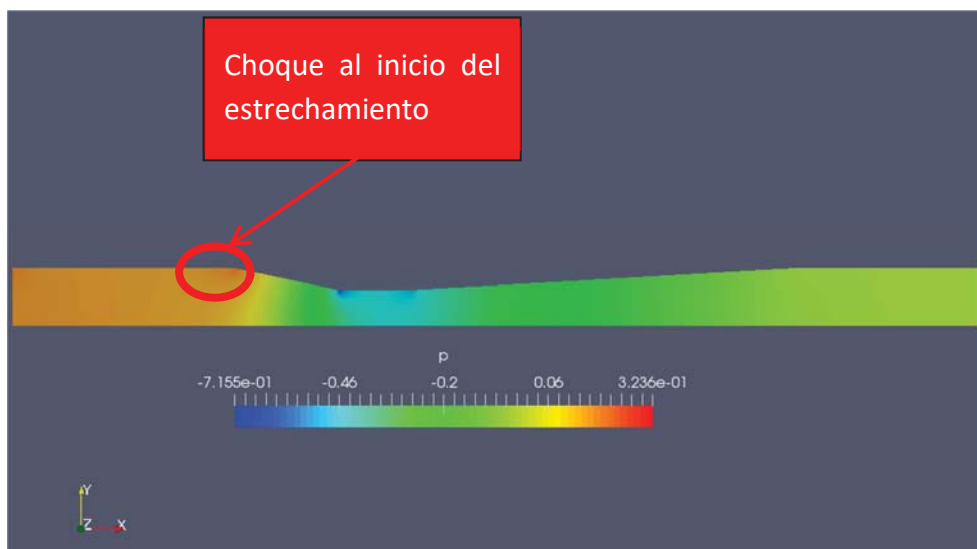 Choque al inicio del
estrechamiento
p
-7.155e-01 -0.46 -0.2 0.06 3.236e-01
Y
Z X